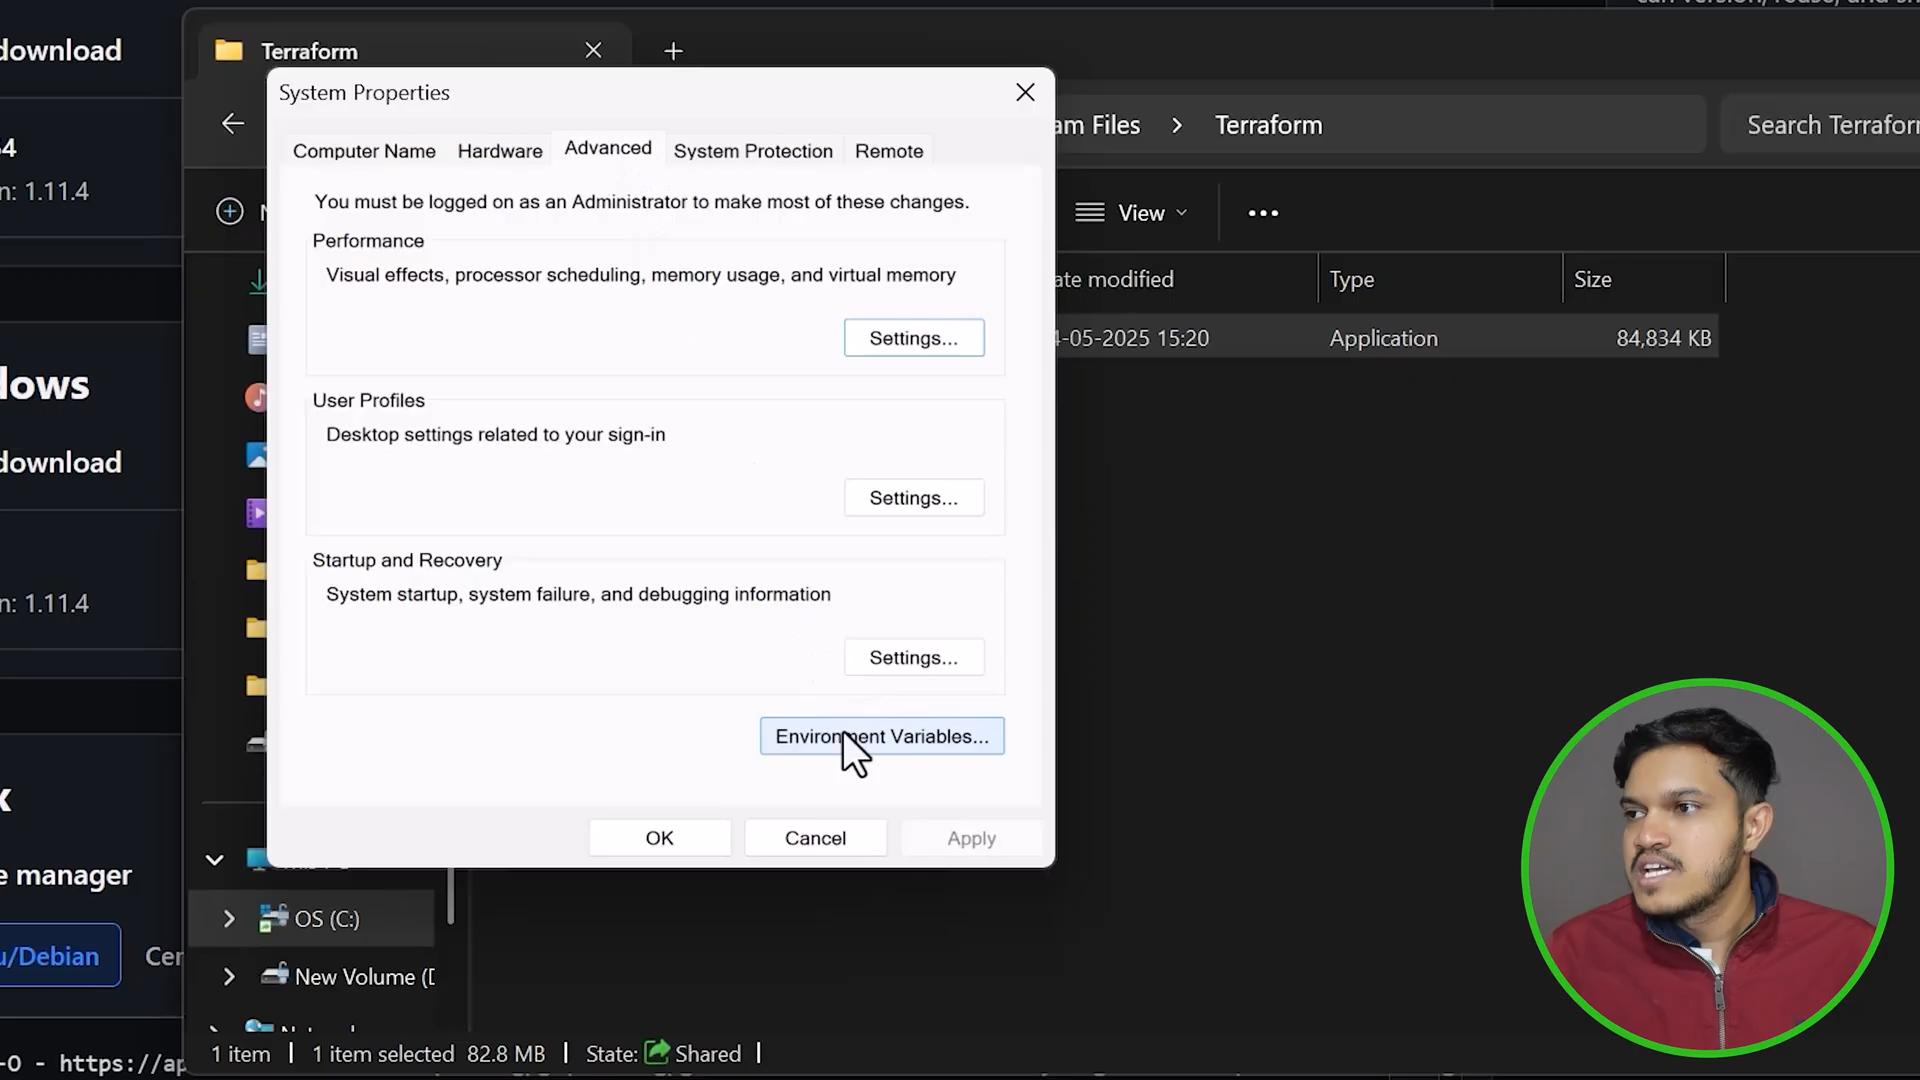 download
Terraform
System Properties
am Files > Terraform
Search Terrafor
Computer Name
Hardware
Advanced
System Protection
Remote
n: 1.11.4
You must be logged on as an Administrator to make most of these changes.
View
Performance
Visual effects, processor scheduling, memory usage, and virtual memory
Settings...
ate modified
Type
Size
-05-2025 15:20
Application
84,834 KB
dows
User Profiles
Desktop settings related to your sign-in
download
Settings...
Startup and Recovery
System startup, system failure, and debugging information
n: 1.11.4
Settings...
Environment Variables...
OK
Cancel
Apply
e manager
OS (C:)
u/Debian
Cer
New Volume (D
1 item
1 item selected 82.8 MB
State: Shared
-O - https://ap